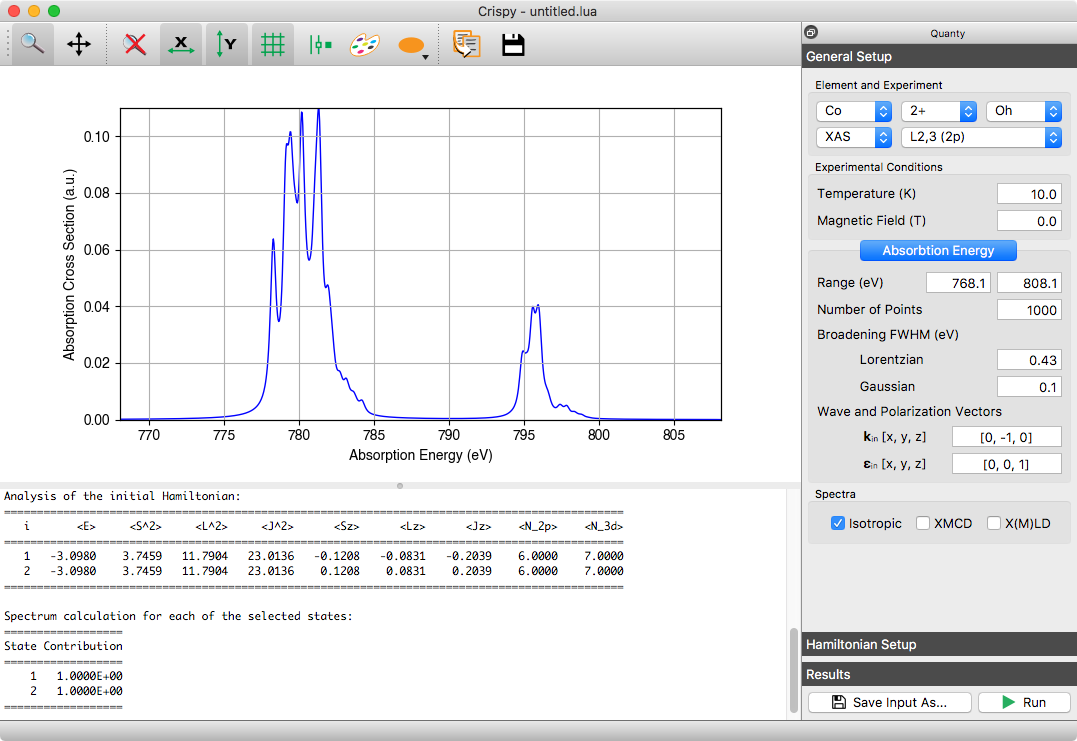 Crispy - untitled.lua
X
Y
Quanty
General Setup
Element and Experiment
Co 2+ Oh
XAS L2,3 (2p)
Experimental Conditions
Temperature (K) 10.0
Magnetic Field (T) 0.0
Absorbtion Energy
Range (eV) 768.1 808.1
Number of Points 1000
Broadening FWHM (eV)
Lorentzian 0.43
Gaussian 0.1
Wave and Polarization Vectors
kin [x, y, z] [0, -1, 0]
εin [x, y, z] [0, 0, 1]
Spectra
Isotropic XMCD X(M)LD
Hamiltonian Setup
Results
Save Input As... Run
Absorption Cross Section (a.u.)
0.10
0.08
0.06
0.04
0.02
0.00
770 775 780 785 790 795 800 805
Absorption Energy (eV)
Analysis of the initial Hamiltonian:
i <E> <S^2> <L^2> <J^2> <Sz> <Lz> <Jz> <N_2p> <N_3d>
1 -3.0980 3.7459 11.7904 23.0136 -0.1208 -0.0831 -0.2039 6.0000 7.0000
2 -3.0980 3.7459 11.7904 23.0136 0.1208 0.0831 0.2039 6.0000 7.0000
Spectrum calculation for each of the selected states:
State Contribution
1 1.0000E+00
2 1.0000E+00